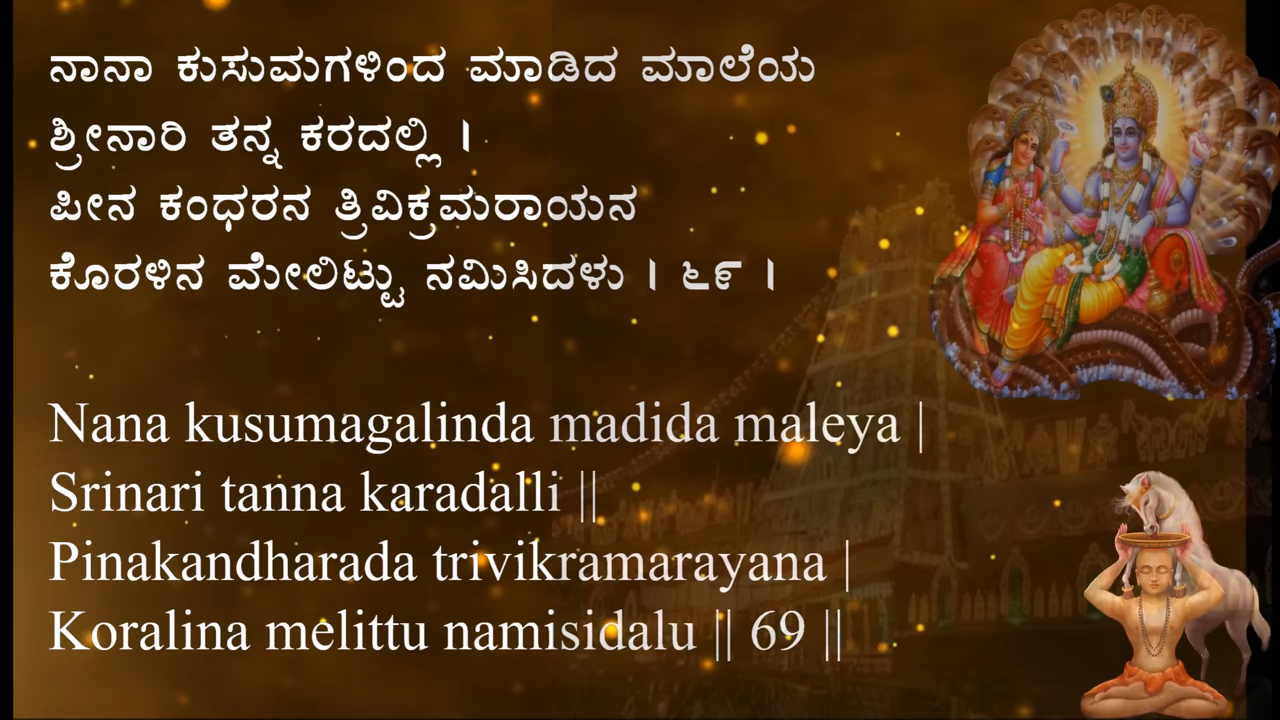 ನಾನಾ ಕುಸುಮಗಳಿಂದ ಮಾಡಿದ ಮಾಲೆಯ
ಶ್ರೀನಾರಿ ತನ್ನ ಕರದಲ್ಲಿ ।
ಪೀನ ಕಂಧರನ ತ್ರಿವಿಕ್ರಮರಾಯನ
ಕೊರಳಿನ ಮೇಲಿಟ್ಟು ನಮಿಸಿದಳು । ೬೯ ।
Nana kusumagalinda madida maleya |
Srinari tanna karadalli ||
Pinakandharada trivikramarayana |
Koralina melittu namisidalu || 69 ||